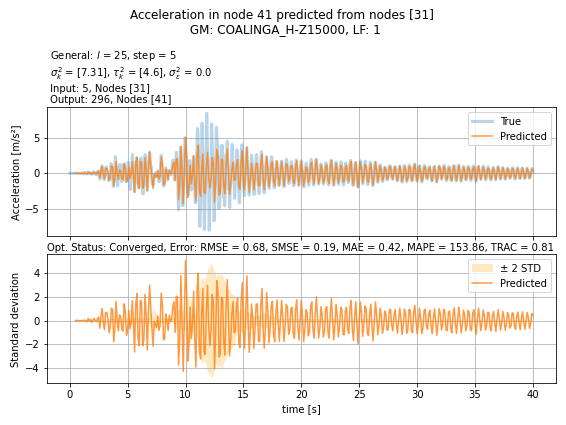 Acceleration in node 41 predicted from nodes [31]
GM: COALINGA_H-Z15000, LF: 1
General: l = 25, step = 5
σ²ₖ = [7.31], τ²ₖ = [4.6], σ²ε = 0.0
Input: 5, Nodes [31]
Output: 296, Nodes [41]
Acceleration [m/s²]
5
0
−5
True
Predicted
Opt. Status: Converged, Error: RMSE = 0.68, SMSE = 0.19, MAE = 0.42, MAPE = 153.86, TRAC = 0.81
Standard deviation
4
2
0
−2
−4
± 2 STD
Predicted
0 5 10 15 20 25 30 35 40
time [s]